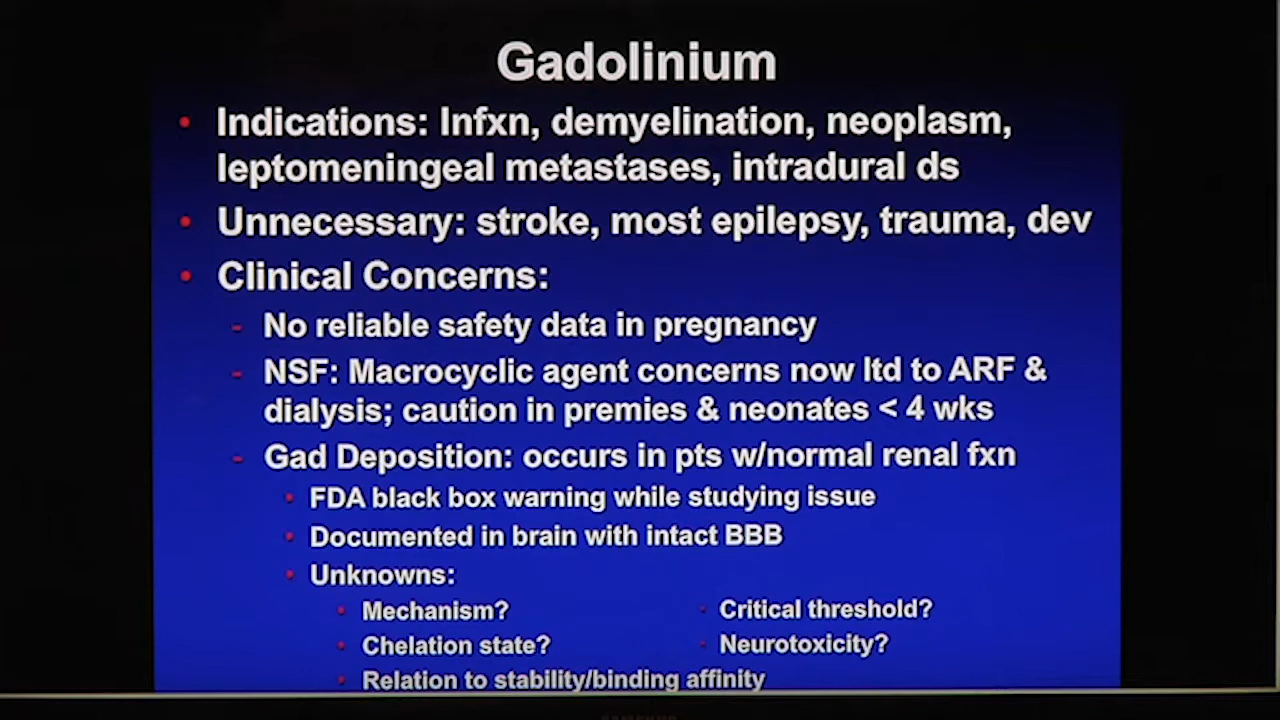 Gadolinium
• Indications: Infxn, demyelination, neoplasm,
leptomeningeal metastases, intradural ds
• Unnecessary: stroke, most epilepsy, trauma, dev
• Clinical Concerns:
- No reliable safety data in pregnancy
- NSF: Macrocyclic agent concerns now ltd to ARF &
dialysis; caution in premies & neonates < 4 wks
- Gad Deposition: occurs in pts w/normal renal fxn
• FDA black box warning while studying issue
• Documented in brain with intact BBB
• Unknowns:
• Mechanism? • Critical threshold?
• Chelation state? • Neurotoxicity?
• Relation to stability/binding affinity
SAMSUNG